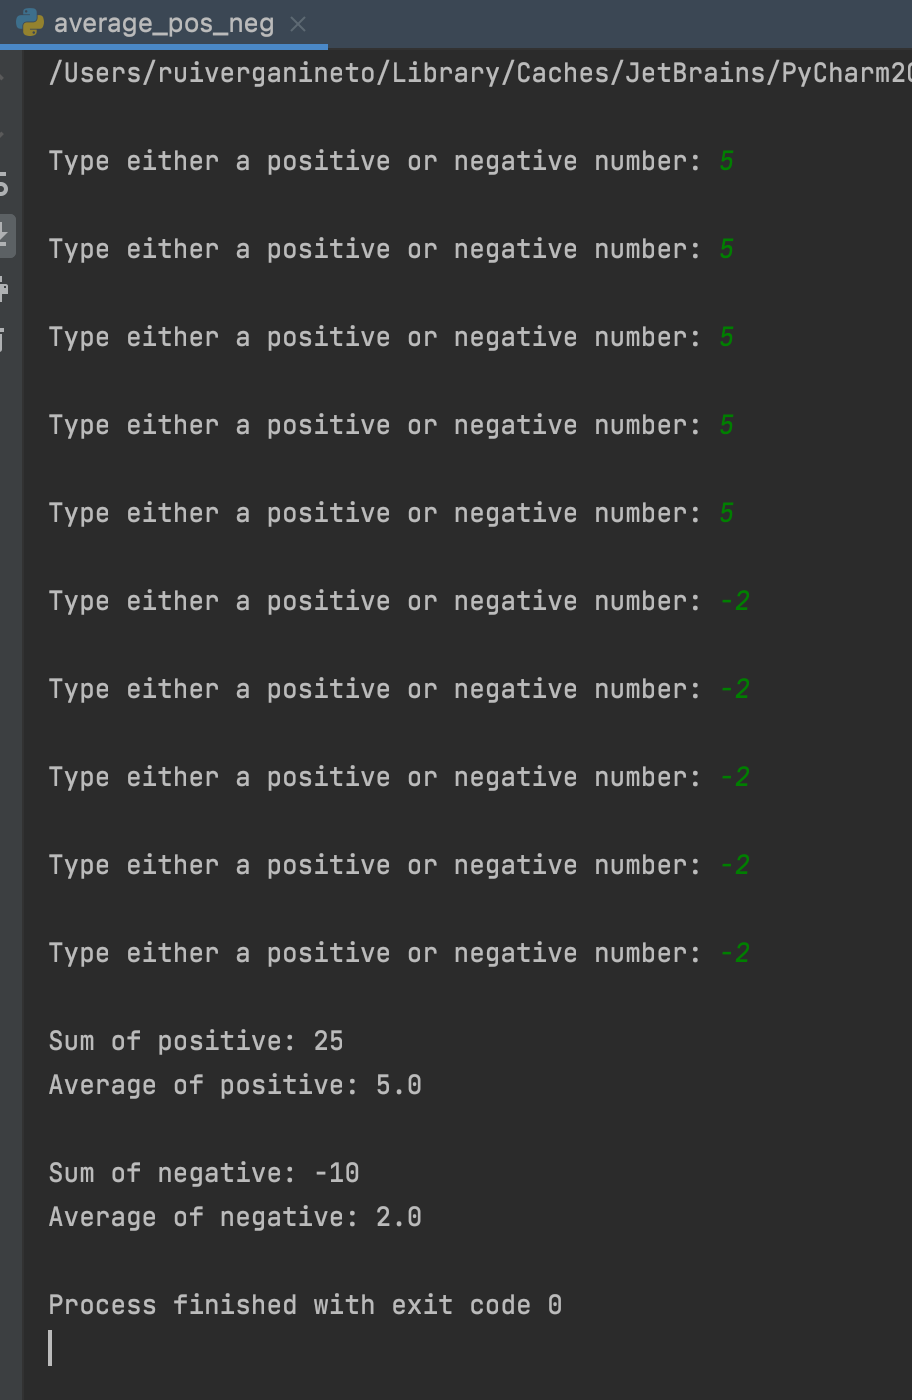 average_pos_neg
/Users/ruiverganineto/Library/Caches/JetBrains/PyCharm20
Type either a positive or negative number: 5
Type either a positive or negative number: 5
Type either a positive or negative number: 5
Type either a positive or negative number: 5
Type either a positive or negative number: 5
Type either a positive or negative number: -2
Type either a positive or negative number: -2
Type either a positive or negative number: -2
Type either a positive or negative number: -2
Type either a positive or negative number: -2
Sum of positive: 25
Average of positive: 5.0
Sum of negative: -10
Average of negative: 2.0
Process finished with exit code 0